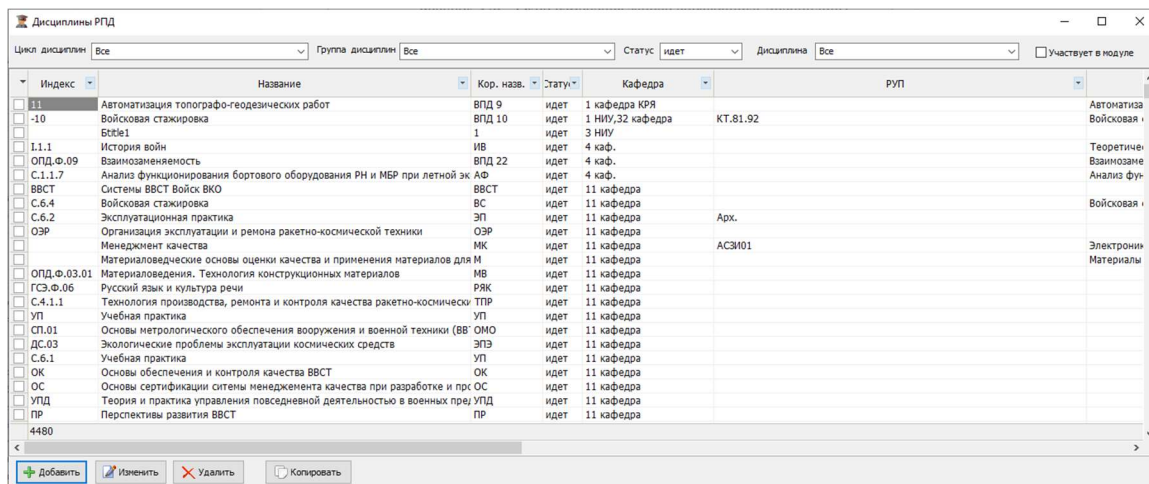 Дисциплины РПД
Цикл дисциплин Все Группа дисциплин Все Статус идет Дисциплина Все Участвует в модуле
Индекс Название Кор. назв. Статус Кафедра РУП
11 Автоматизация топографо-геодезических работ ВПД 9 идет 1 кафедра КРЯ Автоматиза
-10 Войсковая стажировка ВПД 10 идет 1 НИУ,32 кафедра КТ.81.92 Войсковая
Btitle1 1 идет 3 НИУ
I.1.1 История войн ИВ идет 4 каф. Теоретичес
ОПД.Ф.09 Взаимозаменяемость ВПД 22 идет 4 каф. Взаимозаме
С.1.1.7 Анализ функционирования бортового оборудования РН и МБР при летной эк АФ идет 4 каф. Анализ фун
ВВСТ Системы ВВСТ Войск ВКО ВВСТ идет 11 кафедра
С.6.4 Войсковая стажировка ВС идет 11 кафедра Войсковая
С.6.2 Эксплуатационная практика ЭП идет 11 кафедра Арх.
ОЭР Организация эксплуатации и ремона ракетно-космической техники ОЭР идет 11 кафедра
Менеджмент качества МК идет 11 кафедра АСЗИ01 Электроник
Материаловедческие основы оценки качества и применения материалов для М идет 11 кафедра Материалы
ОПД.Ф.03.01 Материаловедения. Технология конструкционных материалов МВ идет 11 кафедра
ГСЭ.Ф.06 Русский язык и культура речи РЯК идет 11 кафедра
С.4.1.1 Технология производства, ремонта и контроля качества ракетно-космически ТПР идет 11 кафедра
УП Учебная практика УП идет 11 кафедра
СП.01 Основы метрологического обеспечения вооружения и военной техники (ВВТ ОМО идет 11 кафедра
ДС.03 Экологические проблемы эксплуатации космических средств ЭПЭ идет 11 кафедра
С.6.1 Учебная практика УП идет 11 кафедра
ОК Основы обеспечения и контроля качества ВВСТ ОК идет 11 кафедра
ОС Основы сертификации ситемы менеджемента качества при разработке и прс ОС идет 11 кафедра
УПД Теория и практика управления повседневной деятельностью в военных пред УПД идет 11 кафедра
ПР Перспективы развития ВВСТ ПР идет 11 кафедра
4480
Добавить Изменить Удалить Копировать